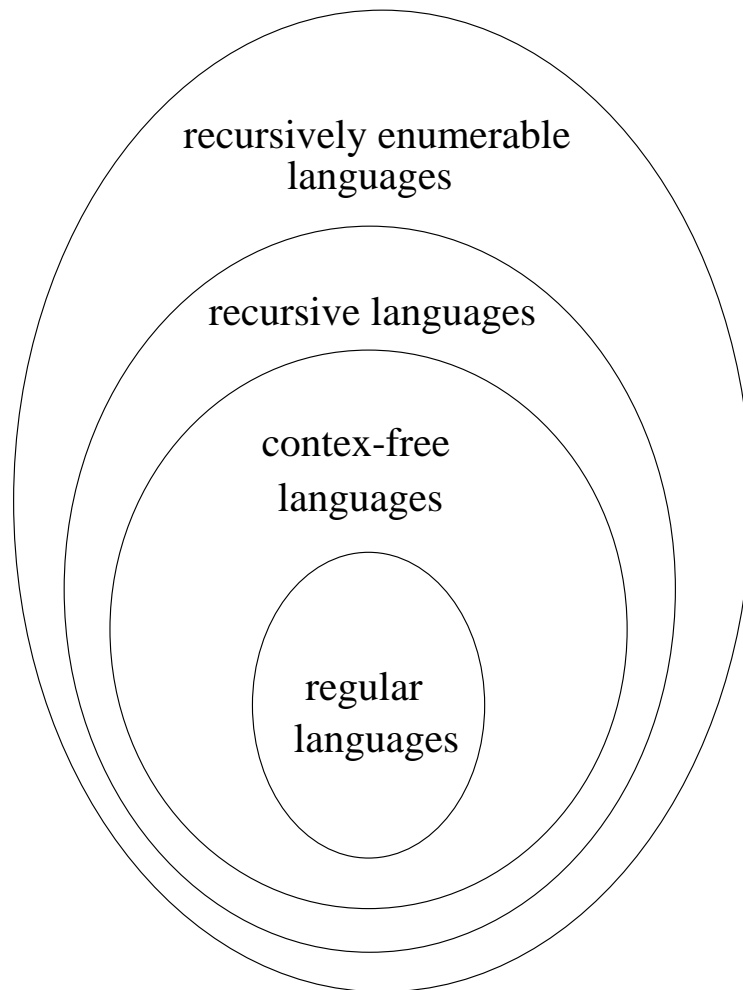 recursively enumerable
languages
recursive languages
contex-free
languages
regular
languages